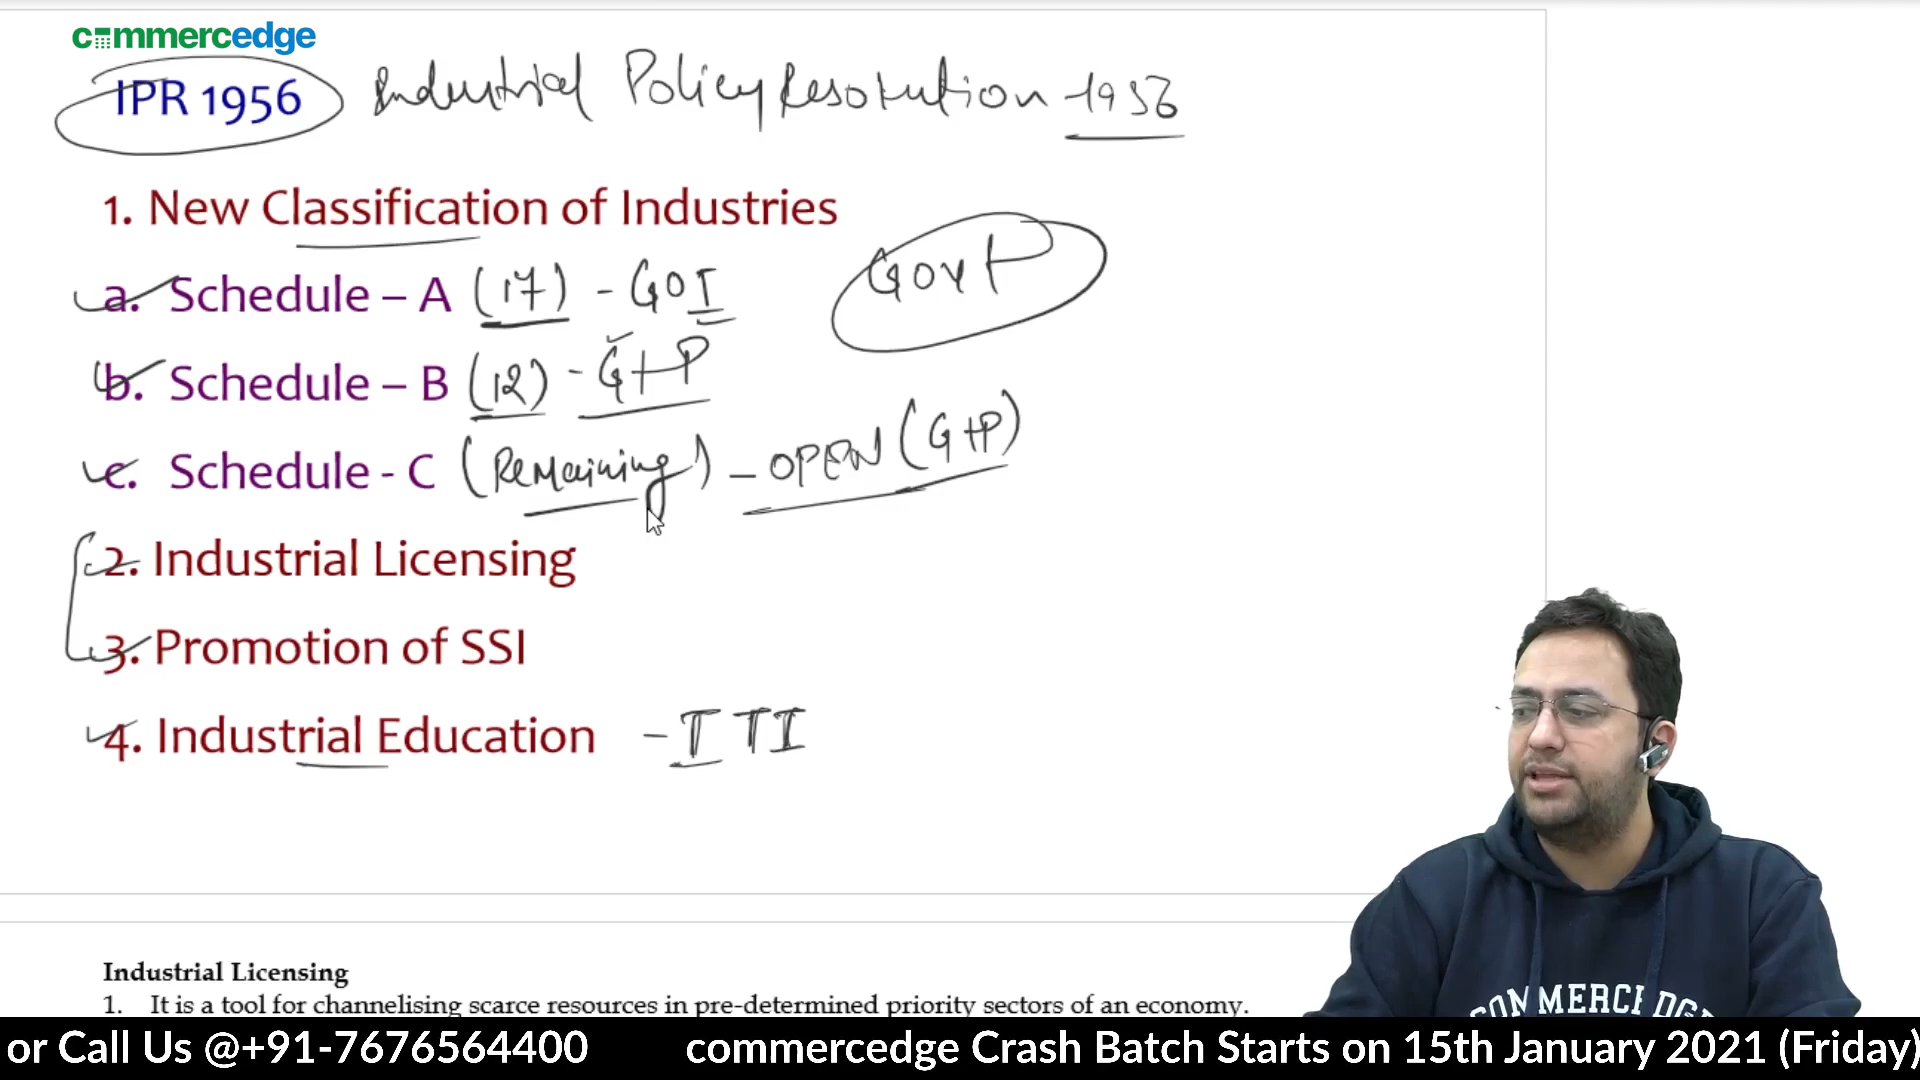 commercedge
IPR 1956 Industrial Policy Resolution -1956
1. New Classification of Industries
a. Schedule – A (17) - GOI
GOVT
b. Schedule – B (12) - G+P
c. Schedule - C (Remaining) - OPEN (G+P)
2. Industrial Licensing
3. Promotion of SSI
4. Industrial Education - ITI
Industrial Licensing
1. It is a tool for channelising scarce resources in pre-determined priority sectors of an economy.
COMMERCEDGE
or Call Us @+91-7676564400 commercedge Crash Batch Starts on 15th January 2021 (Friday)